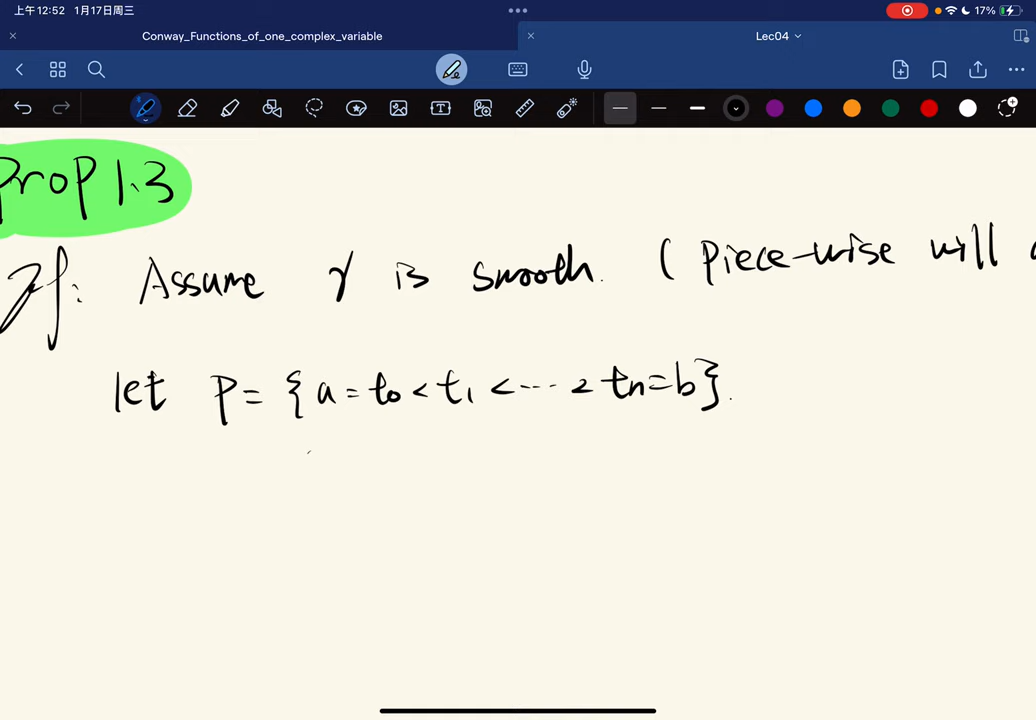 上午12:52 1月17日周三 17%
Conway_Functions_of_one_complex_variable
Lec04
Prop 1.3
Pf: Assume γ is smooth. (piece-wise will
let P = {a = t₀ < t₁ < ··· < tₙ = b}.